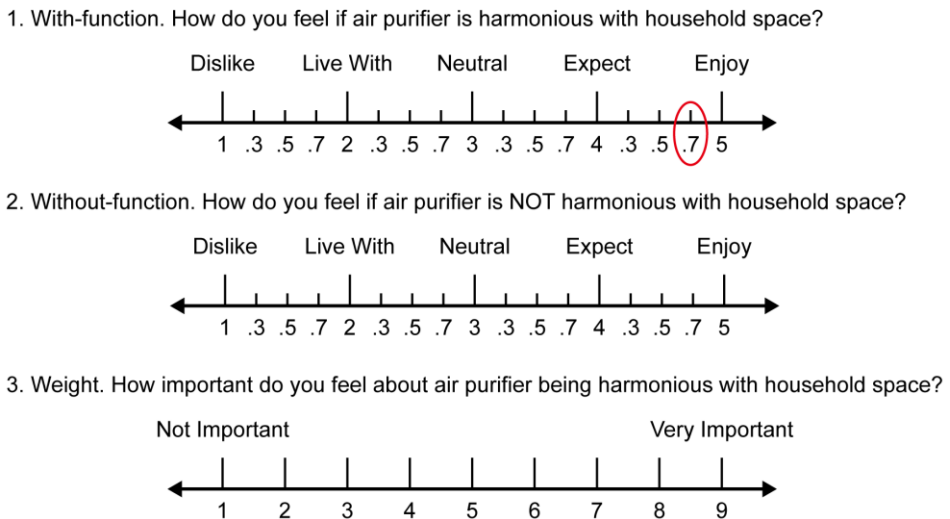 1. With-function. How do you feel if air purifier is harmonious with household space?
Dislike Live With Neutral Expect Enjoy
1 .3 .5 .7 2 .3 .5 .7 3 .3 .5 .7 4 .3 .5 .7 5
2. Without-function. How do you feel if air purifier is NOT harmonious with household space?
Dislike Live With Neutral Expect Enjoy
1 .3 .5 .7 2 .3 .5 .7 3 .3 .5 .7 4 .3 .5 .7 5
3. Weight. How important do you feel about air purifier being harmonious with household space?
Not Important Very Important
1 2 3 4 5 6 7 8 9